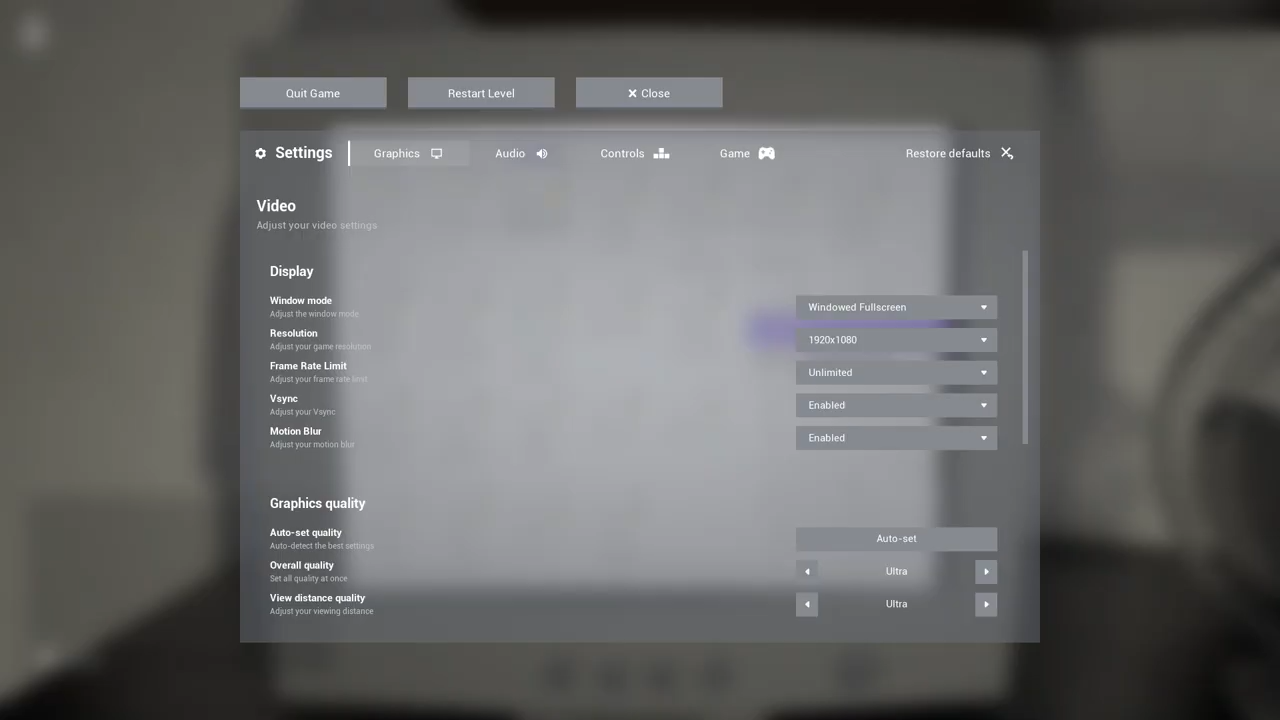 Quit Game
Restart Level
Close
Settings
Graphics
Audio
Controls
Game
Restore defaults
Video
Adjust your video settings
Display
Window mode
Windowed Fullscreen
Adjust the window mode
Resolution
1920x1080
Adjust your game resolution
Frame Rate Limit
Unlimited
Adjust your frame rate limit
Vsync
Enabled
Adjust your Vsync
Motion Blur
Enabled
Adjust your motion blur
Graphics quality
Auto-set quality
Auto-set
Auto-detect the best settings
Overall quality
Ultra
Set all quality at once
View distance quality
Ultra
Adjust your viewing distance